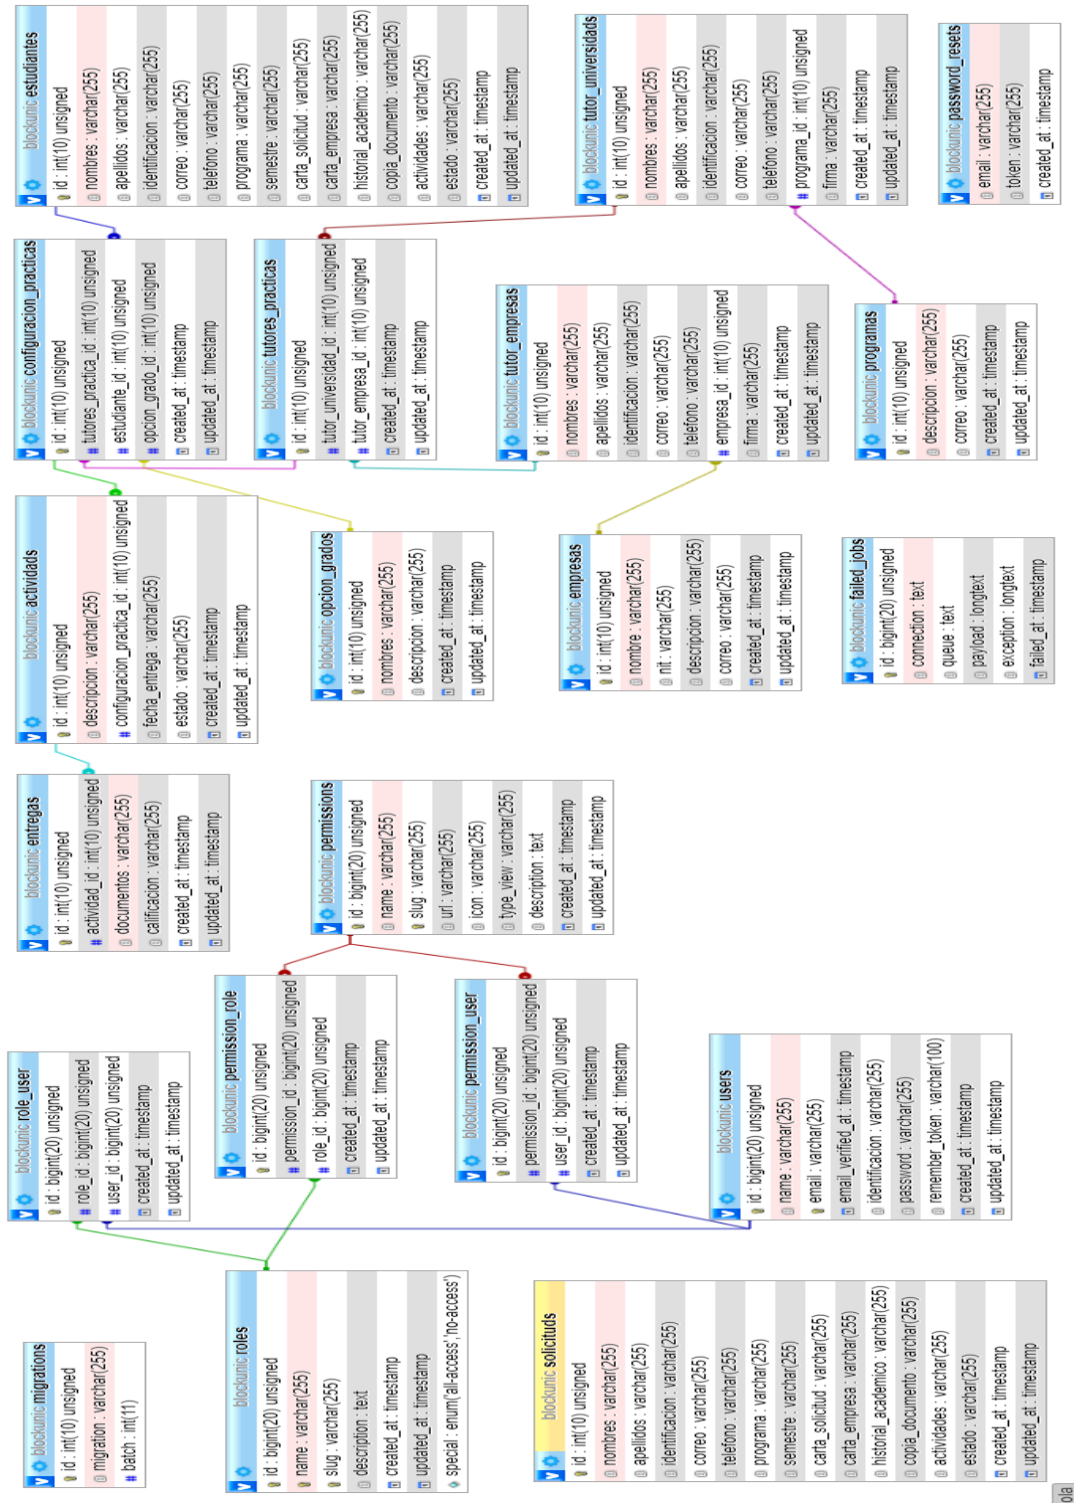 blockunic migrations
id : int(10) unsigned
migration : varchar(255)
batch : int(11)
blockunic role_user
id : bigint(20) unsigned
role_id : bigint(20) unsigned
user_id : bigint(20) unsigned
created_at : timestamp
updated_at : timestamp
blockunic entregas
id : int(10) unsigned
actividad_id : int(10) unsigned
documentos : varchar(255)
calificacion : varchar(255)
created_at : timestamp
updated_at : timestamp
blockunic actividads
id : int(10) unsigned
descripcion : varchar(255)
configuracion_practica_id : int(10) unsigned
fecha_entrega : varchar(255)
estado : varchar(255)
created_at : timestamp
updated_at : timestamp
blockunic configuracion_practicas
id : int(10) unsigned
tutores_practica_id : int(10) unsigned
estudiante_id : int(10) unsigned
opcion_grado_id : int(10) unsigned
created_at : timestamp
updated_at : timestamp
blockunic estudiantes
id : int(10) unsigned
nombres : varchar(255)
apellidos : varchar(255)
identificacion : varchar(255)
correo : varchar(255)
telefono : varchar(255)
programa : varchar(255)
semestre : varchar(255)
carta_solicitud : varchar(255)
carta_empresa : varchar(255)
historial_academico : varchar(255)
copia_documento : varchar(255)
actividades : varchar(255)
estado : varchar(255)
created_at : timestamp
updated_at : timestamp
blockunic roles
id : bigint(20) unsigned
name : varchar(255)
slug : varchar(255)
description : text
created_at : timestamp
updated_at : timestamp
special : enum('all-access','no-access')
blockunic permission_role
id : bigint(20) unsigned
permission_id : bigint(20) unsigned
role_id : bigint(20) unsigned
created_at : timestamp
updated_at : timestamp
blockunic permissions
id : bigint(20) unsigned
name : varchar(255)
slug : varchar(255)
url : varchar(255)
icon : varchar(255)
type_view : varchar(255)
description : text
created_at : timestamp
updated_at : timestamp
blockunic opcion_grados
id : int(10) unsigned
nombres : varchar(255)
descripcion : varchar(255)
created_at : timestamp
updated_at : timestamp
blockunic tutores_practicas
id : int(10) unsigned
tutor_universidad_id : int(10) unsigned
tutor_empresa_id : int(10) unsigned
created_at : timestamp
updated_at : timestamp
blockunic permission_user
id : bigint(20) unsigned
permission_id : bigint(20) unsigned
user_id : bigint(20) unsigned
created_at : timestamp
updated_at : timestamp
blockunic tutor_empresas
id : int(10) unsigned
nombres : varchar(255)
apellidos : varchar(255)
identificacion : varchar(255)
correo : varchar(255)
telefono : varchar(255)
empresa_id : int(10) unsigned
firma : varchar(255)
created_at : timestamp
updated_at : timestamp
blockunic tutor_universidads
id : int(10) unsigned
nombres : varchar(255)
apellidos : varchar(255)
identificacion : varchar(255)
correo : varchar(255)
telefono : varchar(255)
programa_id : int(10) unsigned
firma : varchar(255)
created_at : timestamp
updated_at : timestamp
blockunic solicituds
id : int(10) unsigned
nombres : varchar(255)
apellidos : varchar(255)
identificacion : varchar(255)
correo : varchar(255)
telefono : varchar(255)
programa : varchar(255)
semestre : varchar(255)
carta_solicitud : varchar(255)
carta_empresa : varchar(255)
historial_academico : varchar(255)
copia_documento : varchar(255)
actividades : varchar(255)
estado : varchar(255)
created_at : timestamp
updated_at : timestamp
blockunic users
id : bigint(20) unsigned
name : varchar(255)
email : varchar(255)
email_verified_at : timestamp
identificacion : varchar(255)
password : varchar(255)
remember_token : varchar(100)
created_at : timestamp
updated_at : timestamp
blockunic empresas
id : int(10) unsigned
nombre : varchar(255)
nit : varchar(255)
descripcion : varchar(255)
correo : varchar(255)
created_at : timestamp
updated_at : timestamp
blockunic failed_jobs
id : bigint(20) unsigned
connection : text
queue : text
payload : longtext
exception : longtext
failed_at : timestamp
blockunic programas
id : int(10) unsigned
descripcion : varchar(255)
correo : varchar(255)
created_at : timestamp
updated_at : timestamp
blockunic password_resets
email : varchar(255)
token : varchar(255)
created_at : timestamp
ola